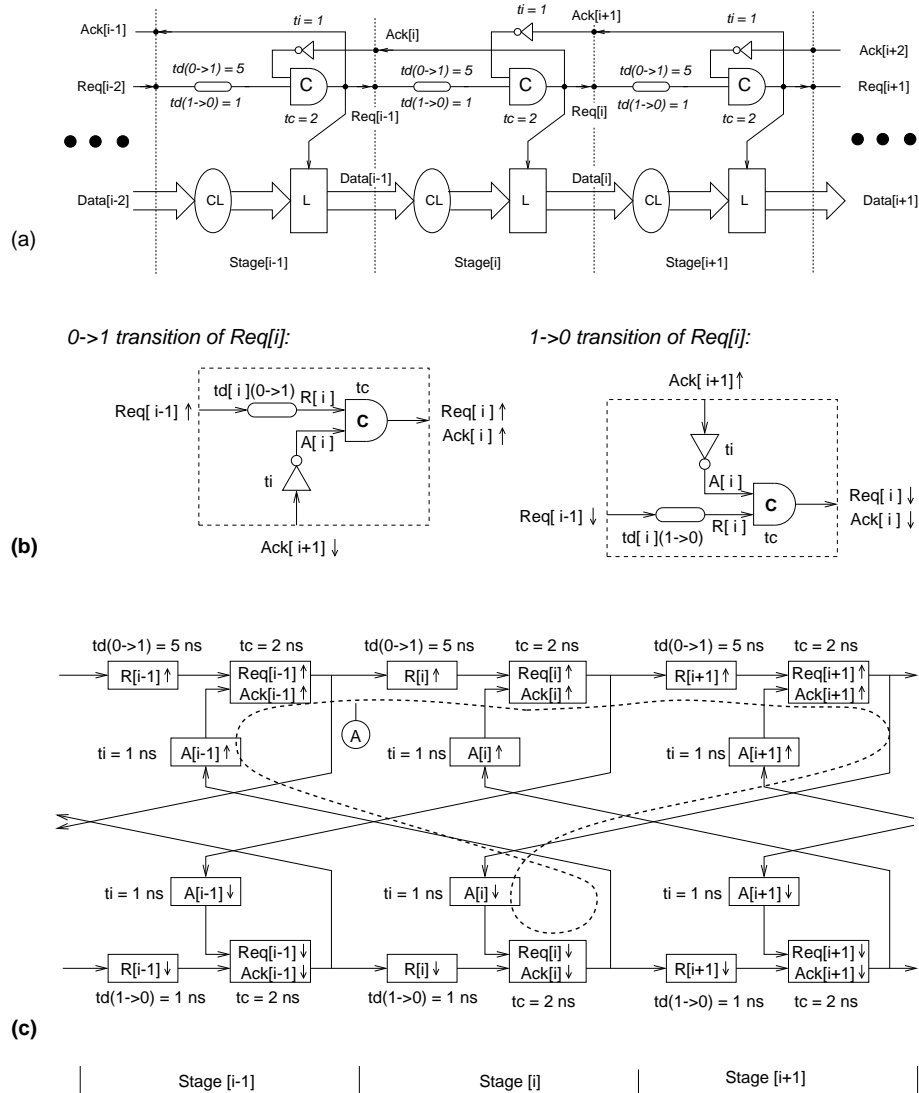 ti = 1
Ack[i+1]
ti = 1
Ack[i-1]
Ack[i]
Ack[i+2]
td(0->1) = 5
td(0->1) = 5
td(0->1) = 5
Req[i-2]
C
C
C
Req[i+1]
td(1->0) = 1
td(1->0) = 1
td(1->0) = 1
Req[i-1]
Req[i]
tc = 2
tc = 2
tc = 2
Data[i-1]
Data[i]
Data[i-2]
CL
L
CL
L
CL
L
Data[i+1]
(a)
Stage[i-1]
Stage[i]
Stage[i+1]
0->1 transition of Req[i]:
1->0 transition of Req[i]:
Ack[ i+1] ↑
td[ i ](0->1)
tc
Req[ i-1] ↑
R[ i ]
C
Req[ i ] ↑
Ack[ i ] ↑
A[ i ]
ti
ti
A[ i ]
C
Req[ i ] ↓
Ack[ i ] ↓
Req[ i-1] ↓
R[ i ]
td[ i ](1->0)
tc
(b)
Ack[ i+1] ↓
td(0->1) = 5 ns
tc = 2 ns
td(0->1) = 5 ns
tc = 2 ns
td(0->1) = 5 ns
tc = 2 ns
R[i-1] ↑
Req[i-1] ↑
Ack[i-1] ↑
R[i] ↑
Req[i] ↑
Ack[i] ↑
R[i+1] ↑
Req[i+1] ↑
Ack[i+1] ↑
A
ti = 1 ns
A[i-1] ↑
ti = 1 ns
A[i] ↑
ti = 1 ns
A[i+1] ↑
ti = 1 ns
A[i-1] ↓
ti = 1 ns
A[i] ↓
ti = 1 ns
A[i+1] ↓
R[i-1] ↓
Req[i-1] ↓
Ack[i-1] ↓
R[i] ↓
Req[i] ↓
Ack[i] ↓
R[i+1] ↓
Req[i+1] ↓
Ack[i+1] ↓
td(1->0) = 1 ns
tc = 2 ns
td(1->0) = 1 ns
tc = 2 ns
td(1->0) = 1 ns
tc = 2 ns
(c)
Stage [i-1]
Stage [i]
Stage [i+1]